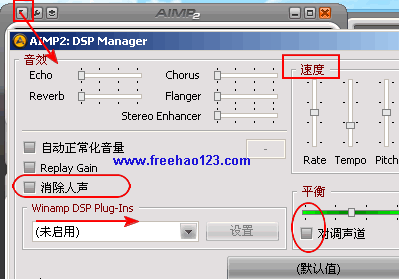 AIMP2
AIMP2: DSP Manager
音效
Echo
Chorus
Reverb
Flanger
Stereo Enhancer
速度
Rate
Tempo
Pitch
自动正常化音量
-
Replay Gain
www.freehao123.com
消除人声
平衡
Winamp DSP Plug-Ins
(未启用)
设置
对调声道
(默认值)